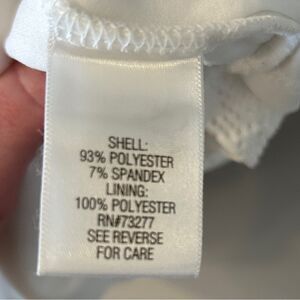 SHELL:
93% POLYESTER
7% SPANDEX
LINING:
100% POLYESTER
RN#73277
SEE REVERSE
FOR CARE